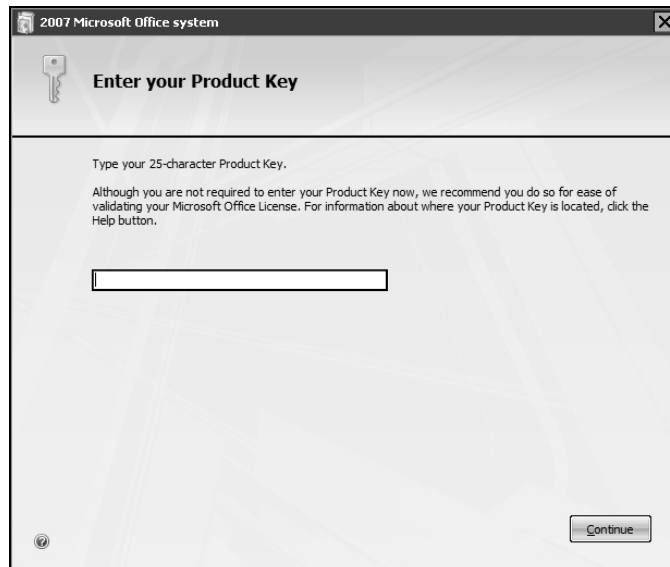 2007 Microsoft Office system
Enter your Product Key
Type your 25-character Product Key.
Although you are not required to enter your Product Key now, we recommend you do so for ease of
validating your Microsoft Office License. For information about where your Product Key is located, click the
Help button.
Continue